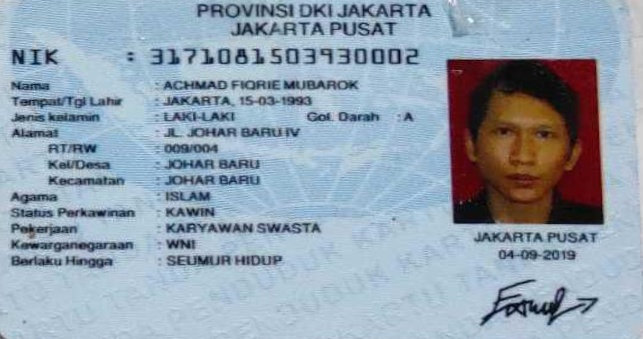 PROVINSI DKI JAKARTA
JAKARTA PUSAT
NIK : 3171081503930002
Nama : ACHMAD FIQRIE MUBAROK
Tempat/Tgl Lahir : JAKARTA, 15-03-1993
Jenis kelamin : LAKI-LAKI Gol. Darah : A
Alamat : JL. JOHAR BARU IV
RT/RW : 009/004
Kel/Desa : JOHAR BARU
Kecamatan : JOHAR BARU
Agama : ISLAM
Status Perkawinan : KAWIN
Pekerjaan : KARYAWAN SWASTA
Kewarganegaraan : WNI
Berlaku Hingga : SEUMUR HIDUP
JAKARTA PUSAT
04-09-2019